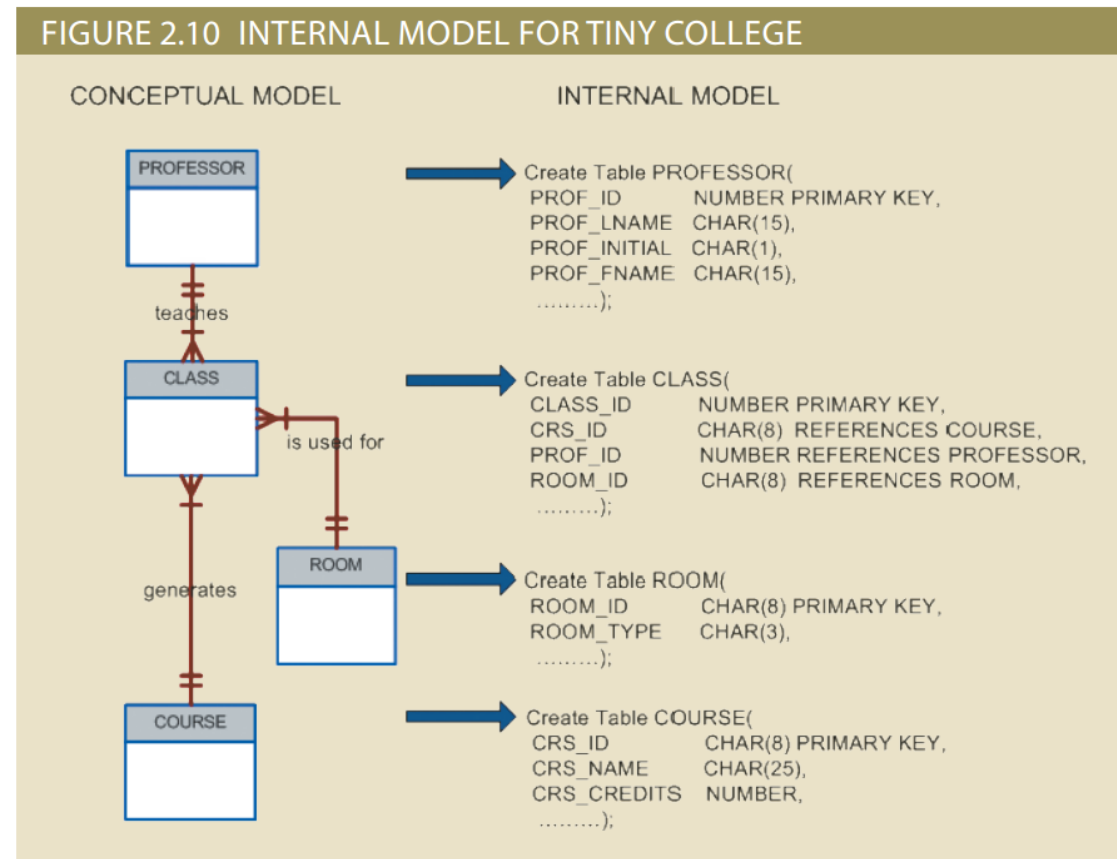 FIGURE 2.10 INTERNAL MODEL FOR TINY COLLEGE
CONCEPTUAL MODEL
INTERNAL MODEL
PROFESSOR
teaches
CLASS
is used for
ROOM
generates
COURSE
Create Table PROFESSOR(
PROF_ID NUMBER PRIMARY KEY,
PROF_LNAME CHAR(15),
PROF_INITIAL CHAR(1),
PROF_FNAME CHAR(15),
.........);
Create Table CLASS(
CLASS_ID NUMBER PRIMARY KEY,
CRS_ID CHAR(8) REFERENCES COURSE,
PROF_ID NUMBER REFERENCES PROFESSOR,
ROOM_ID CHAR(8) REFERENCES ROOM,
.........);
Create Table ROOM(
ROOM_ID CHAR(8) PRIMARY KEY,
ROOM_TYPE CHAR(3),
.........);
Create Table COURSE(
CRS_ID CHAR(8) PRIMARY KEY,
CRS_NAME CHAR(25),
CRS_CREDITS NUMBER,
.........);